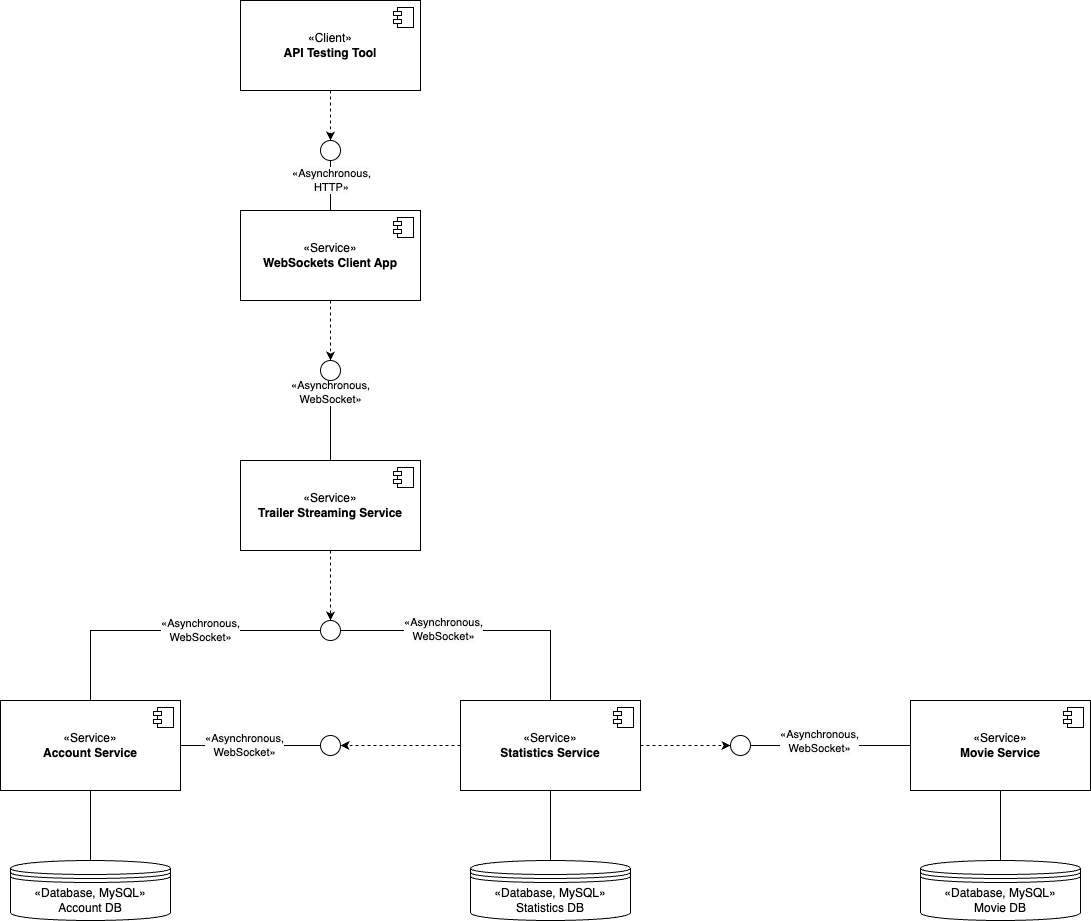 «Client»
API Testing Tool
«Asynchronous,
HTTP»
«Service»
WebSockets Client App
«Asynchronous,
WebSocket»
«Service»
Trailer Streaming Service
«Asynchronous,
WebSocket»
«Asynchronous,
WebSocket»
«Service»
Account Service
«Asynchronous,
WebSocket»
«Service»
Statistics Service
«Asynchronous,
WebSocket»
«Service»
Movie Service
«Database, MySQL»
Account DB
«Database, MySQL»
Statistics DB
«Database, MySQL»
Movie DB